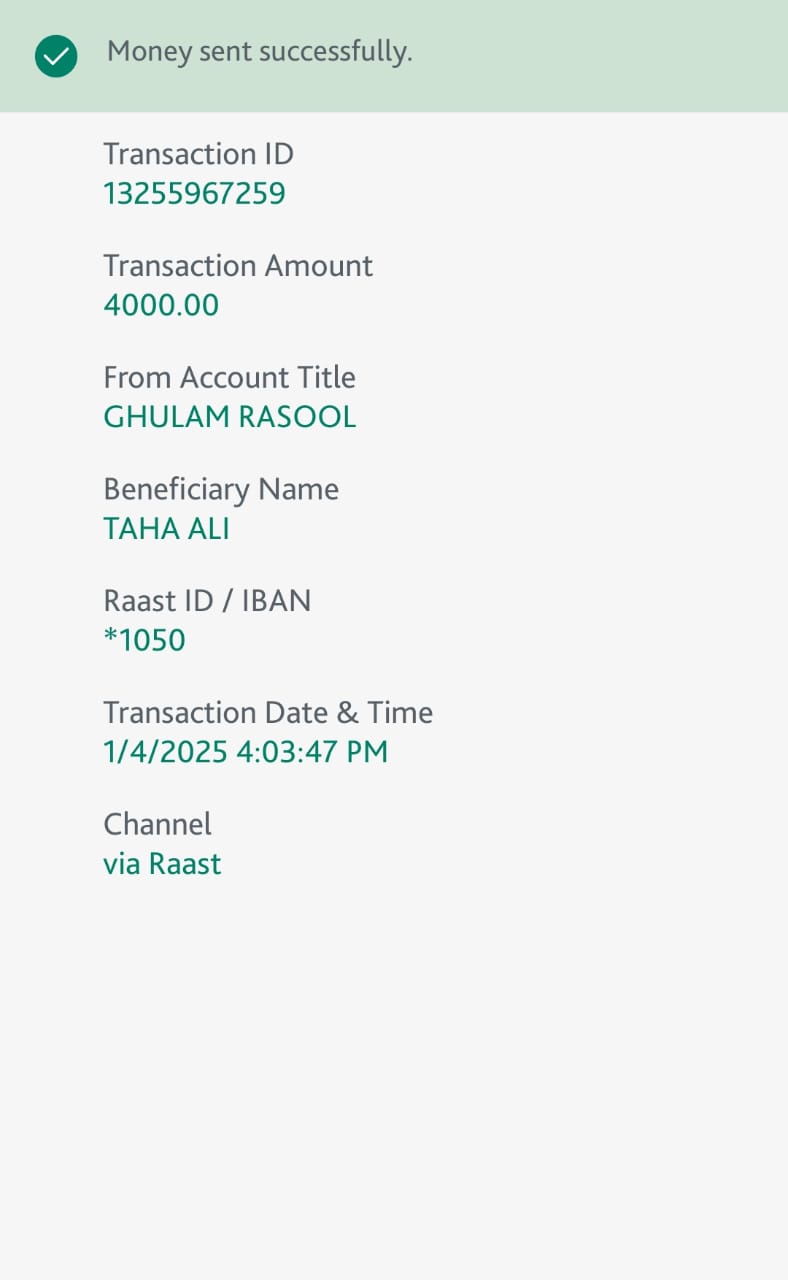 Money sent successfully.
Transaction ID
13255967259
Transaction Amount
4000.00
From Account Title
GHULAM RASOOL
Beneficiary Name
TAHA ALI
Raast ID / IBAN
*1050
Transaction Date & Time
1/4/2025 4:03:47 PM
Channel
via Raast